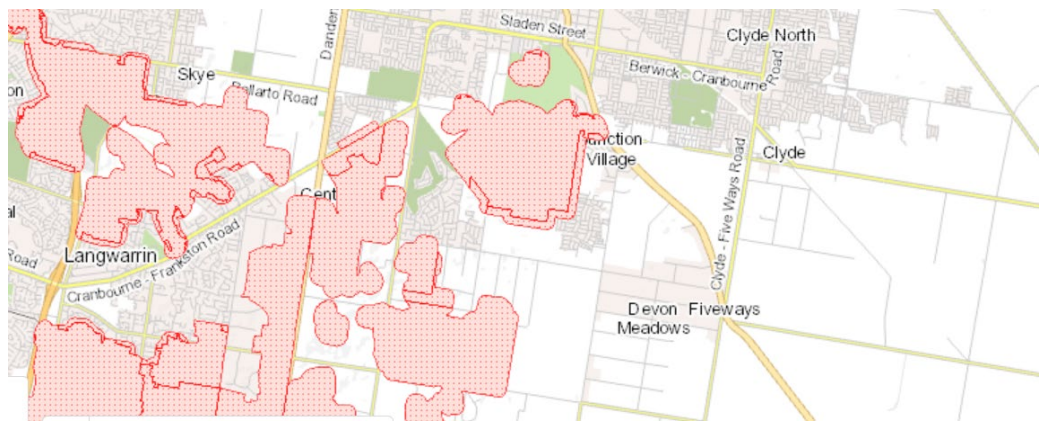 Sladen Street
Clyde North
Skye
Ballarto Road
Berwick - Cranbourne Road
Village
Clyde
Langwarrin
Cranbourne - Frankston Road
Road
Clyde - Five Ways Road
Devon
Meadows
Fiveways